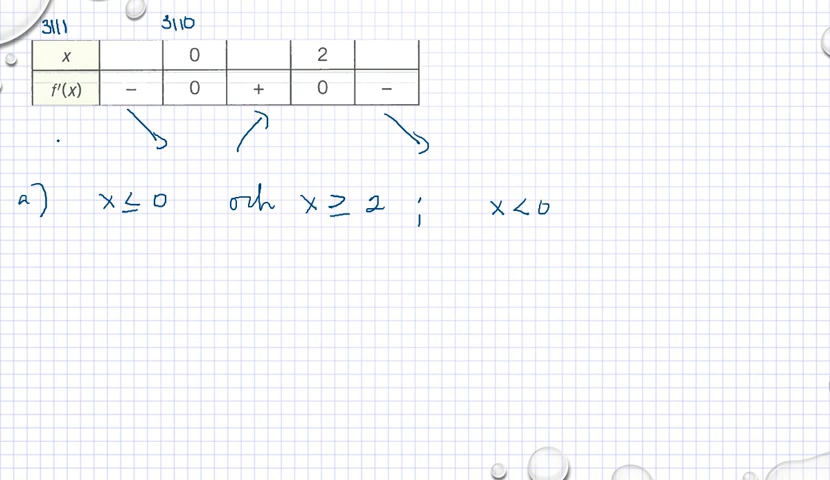 3111 3110
x 0 2
f'(x) − 0 + 0 −
a) x ≤ 0 och x ≥ 2 ; x < 0